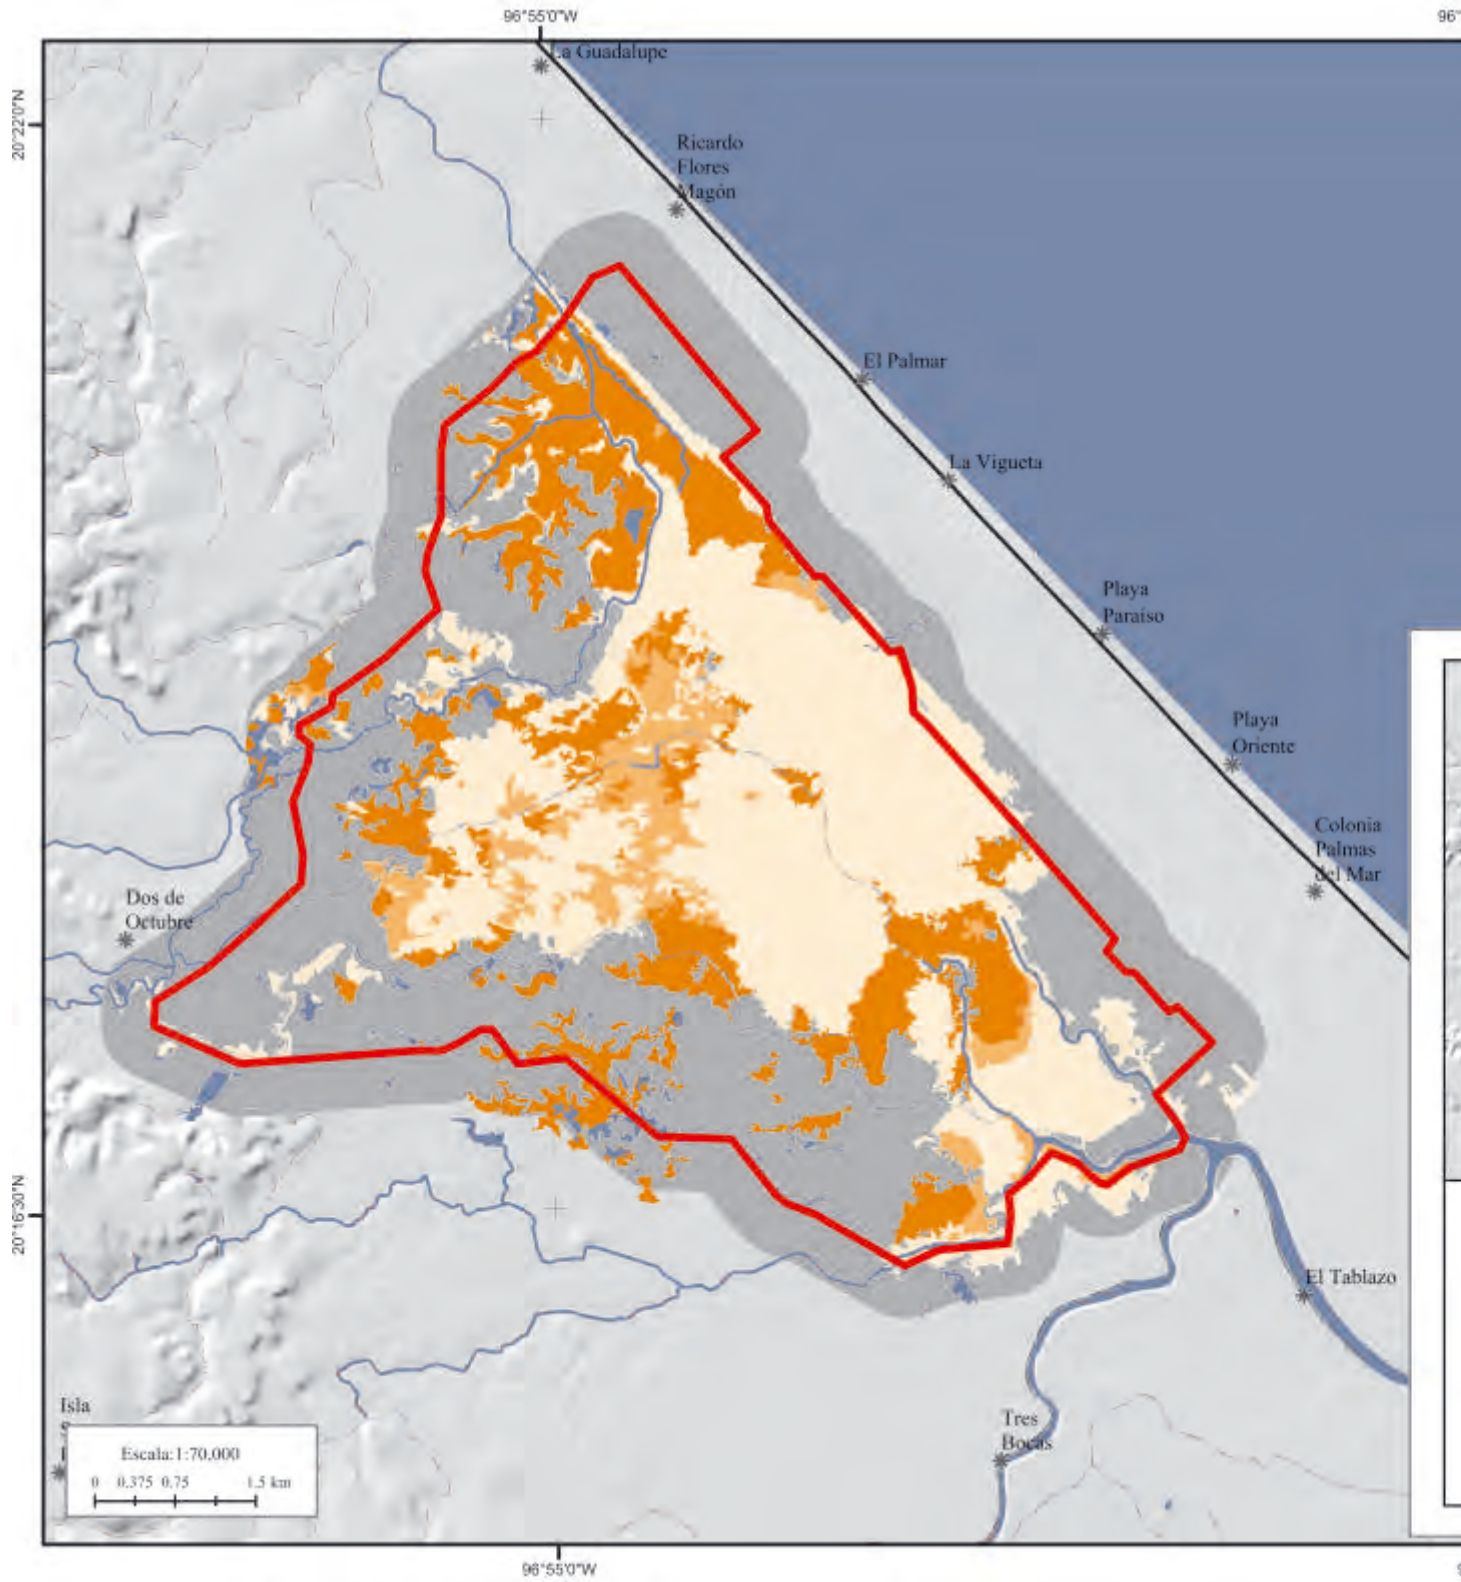 96°55'0"W
96°
20°22'0"N
La Guadalupe
Ricardo
Flores
Magón
El Palmar
La Vigueta
Playa
Paraíso
Playa
Oriente
Colonia
Palmas
del Mar
Dos de
Octubre
20°16'30"N
El Tablazo
Isla
Tres
Bocas
Escala:1:70,000
0 0.375 0.75 1.5 km
96°55'0"W